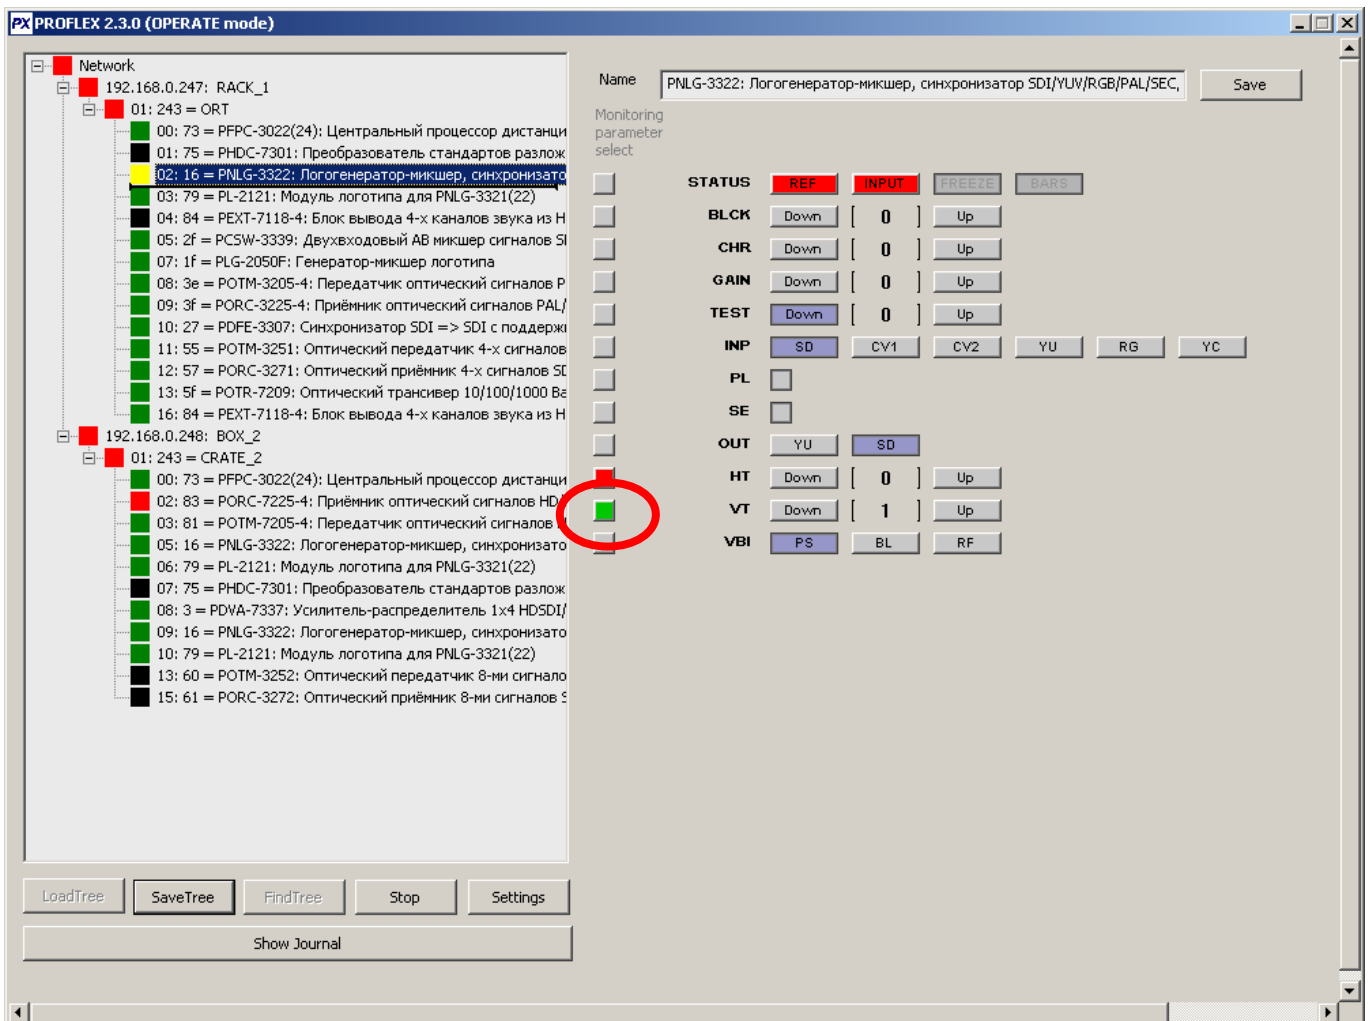 PX PROFLEX 2.3.0 (OPERATE mode)
Network
192.168.0.247: RACK_1
01: 243 = ORT
00: 73 = PFPC-3022(24): Центральный процессор дистанци
01: 75 = PHDC-7301: Преобразователь стандартов разлож
02: 16 = PNLG-3322: Логогенератор-микшер, синхронизато
03: 79 = PL-2121: Модуль логотипа для PNLG-3321(22)
04: 84 = PEXT-7118-4: Блок вывода 4-х каналов звука из H
05: 2f = PCSW-3339: Двухвходовый АВ микшер сигналов SI
07: 1f = PLG-2050F: Генератор-микшер логотипа
08: 3e = POTM-3205-4: Передатчик оптический сигналов P
09: 3f = PORC-3225-4: Приёмник оптический сигналов PAL/
10: 27 = PDFE-3307: Синхронизатор SDI => SDI с поддержк
11: 55 = POTM-3251: Оптический передатчик 4-х сигналов
12: 57 = PORC-3271: Оптический приёмник 4-х сигналов SD
13: 5f = POTR-7209: Оптический трансивер 10/100/1000 Ba
16: 84 = PEXT-7118-4: Блок вывода 4-х каналов звука из H
192.168.0.248: BOX_2
01: 243 = CRATE_2
00: 73 = PFPC-3022(24): Центральный процессор дистанци
02: 83 = PORC-7225-4: Приёмник оптический сигналов HD
03: 81 = POTM-7205-4: Передатчик оптический сигналов
05: 16 = PNLG-3322: Логогенератор-микшер, синхронизато
06: 79 = PL-2121: Модуль логотипа для PNLG-3321(22)
07: 75 = PHDC-7301: Преобразователь стандартов разлож
08: 3 = PDVA-7337: Усилитель-распределитель 1x4 HDSDI/
09: 16 = PNLG-3322: Логогенератор-микшер, синхронизато
10: 79 = PL-2121: Модуль логотипа для PNLG-3321(22)
13: 60 = POTM-3252: Оптический передатчик 8-ми сигнало
15: 61 = PORC-3272: Оптический приёмник 8-ми сигналов S
LoadTree SaveTree FindTree Stop Settings
Show Journal
Name PNLG-3322: Логогенератор-микшер, синхронизатор SDI/YUV/RGB/PAL/SEC, Save
Monitoring
parameter
select
STATUS REF INPUT FREEZE BARS
BLCK Down [ 0 ] Up
CHR Down [ 0 ] Up
GAIN Down [ 0 ] Up
TEST Down [ 0 ] Up
INP SD CV1 CV2 YU RG YC
PL
SE
OUT YU SD
HT Down [ 0 ] Up
VT Down [ 1 ] Up
VBI PS BL RF